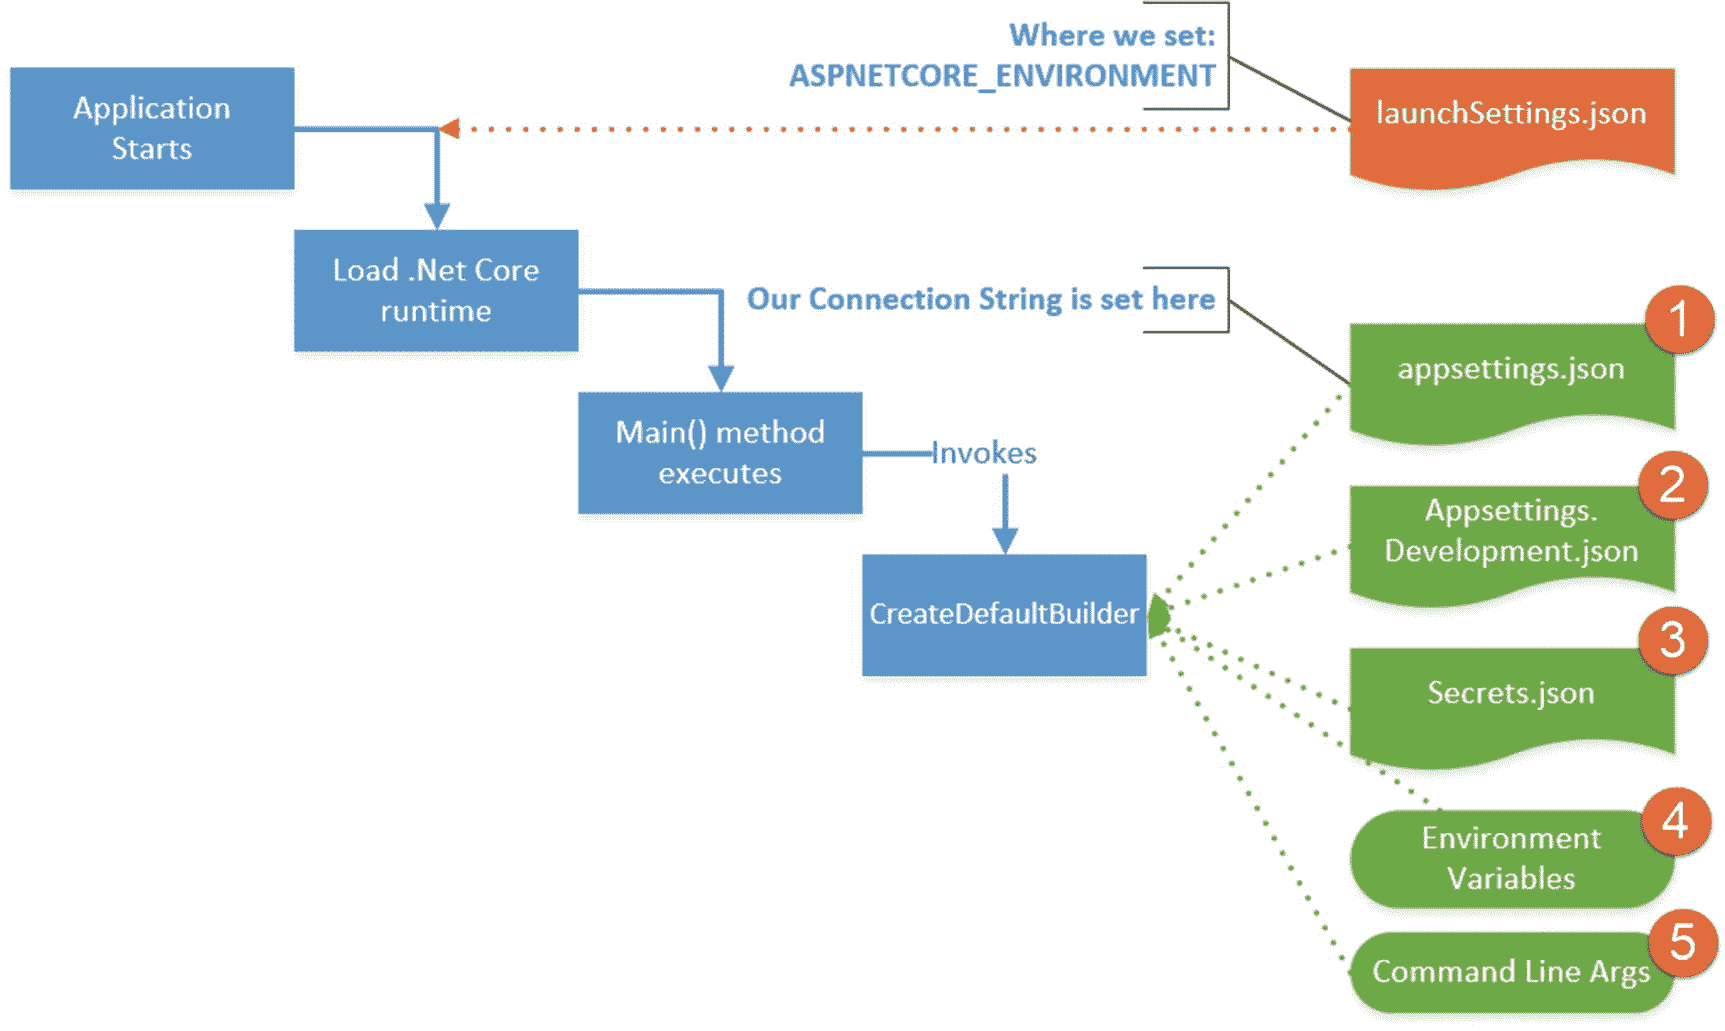 Where we set:
ASPNETCORE_ENVIRONMENT
Application
Starts
launchSettings.json
Load .Net Core
runtime
Our Connection String is set here
1
appsettings.json
Main() method
executes
Invokes
2
Appsettings.
Development.json
CreateDefaultBuilder
3
Secrets.json
4
Environment
Variables
5
Command Line Args